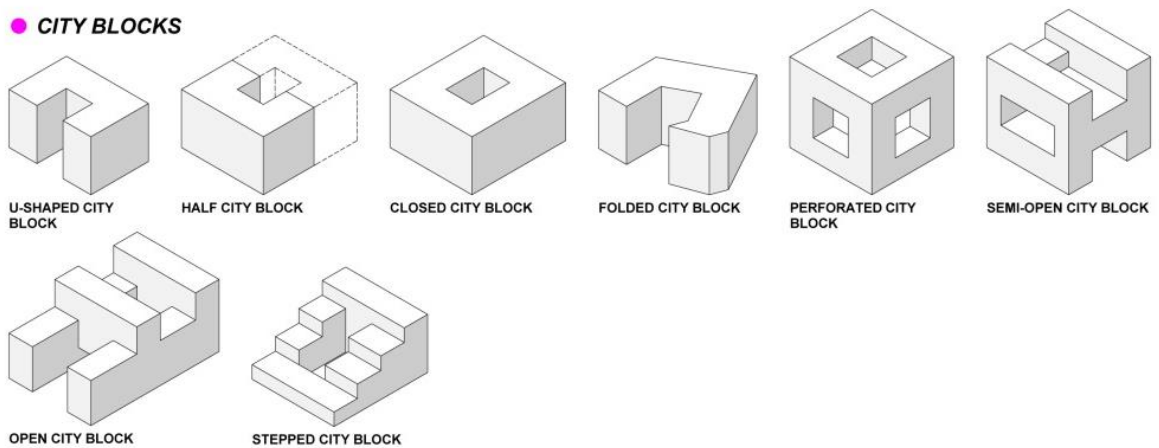 CITY BLOCKS
U-SHAPED CITY
BLOCK
HALF CITY BLOCK
CLOSED CITY BLOCK
FOLDED CITY BLOCK
PERFORATED CITY
BLOCK
SEMI-OPEN CITY BLOCK
OPEN CITY BLOCK
STEPPED CITY BLOCK